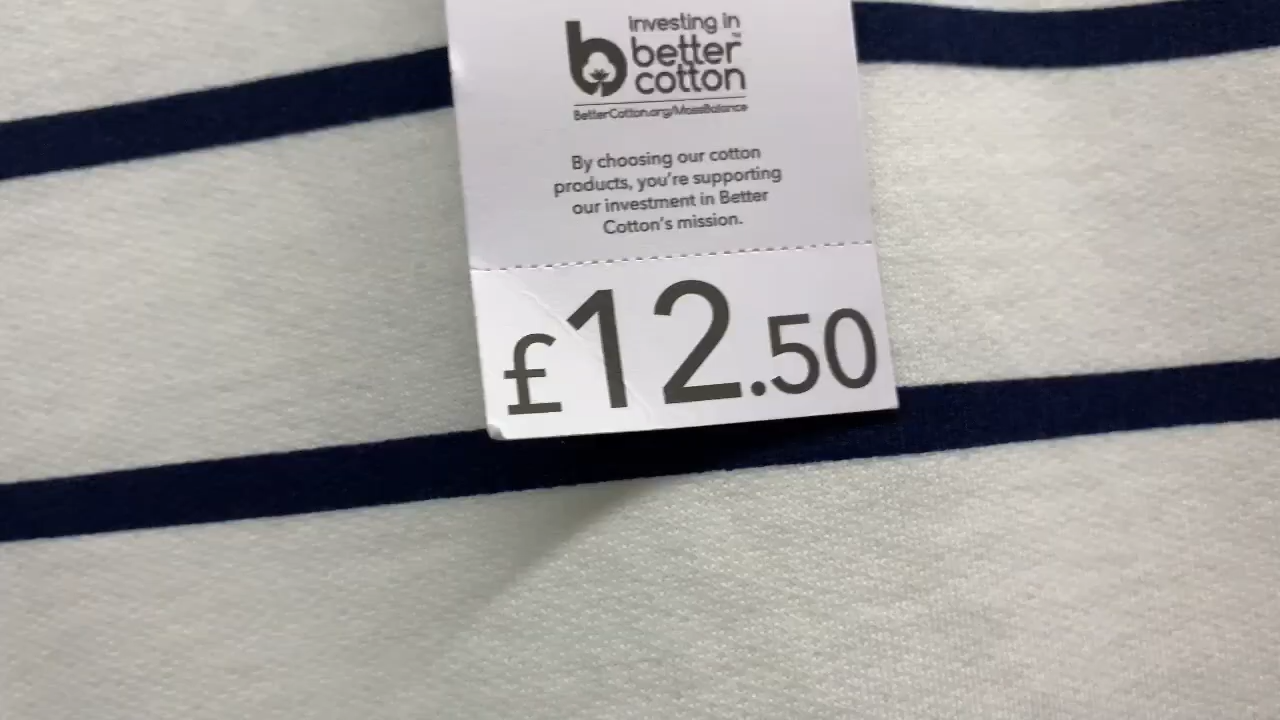 investing in
better™
cotton
BetterCotton.org/MassBalance
By choosing our cotton
products, you're supporting
our investment in Better
Cotton's mission.
£12.50